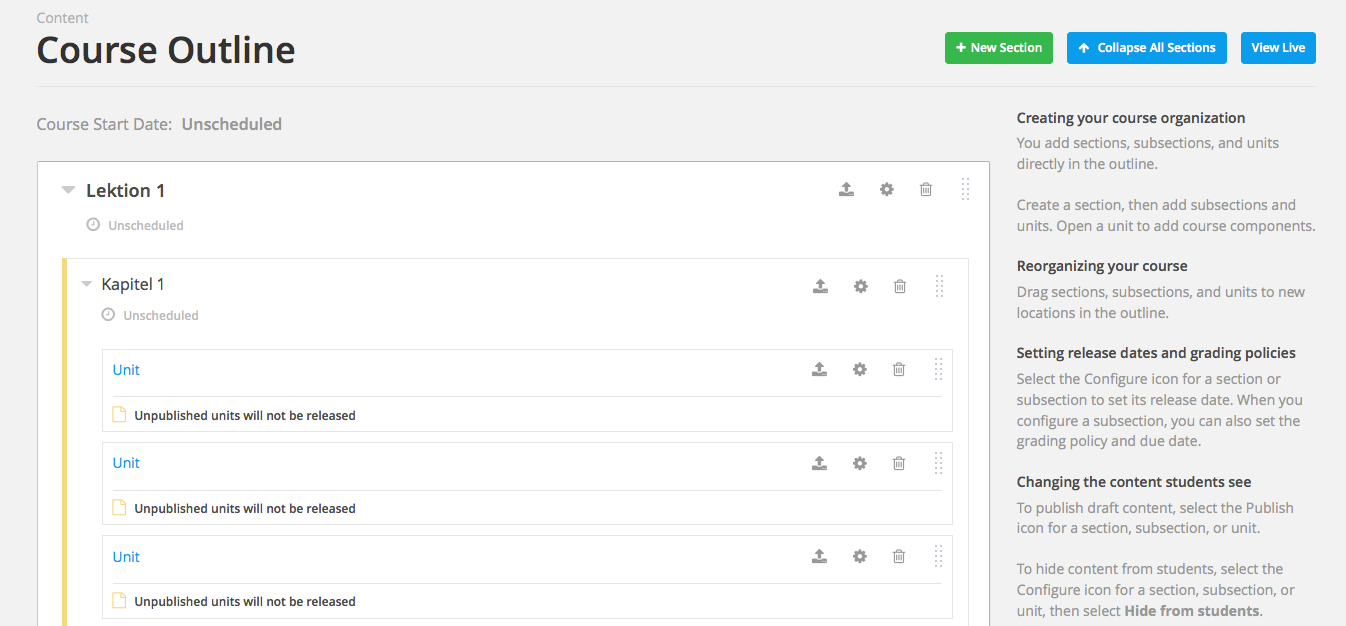 Content
Course Outline
+ New Section
Collapse All Sections
View Live
Course Start Date: Unscheduled
Lektion 1
Unscheduled
Kapitel 1
Unscheduled
Unit
Unpublished units will not be released
Unit
Unpublished units will not be released
Unit
Unpublished units will not be released
Creating your course organization
You add sections, subsections, and units
directly in the outline.
Create a section, then add subsections and
units. Open a unit to add course components.
Reorganizing your course
Drag sections, subsections, and units to new
locations in the outline.
Setting release dates and grading policies
Select the Configure icon for a section or
subsection to set its release date. When you
configure a subsection, you can also set the
grading policy and due date.
Changing the content students see
To publish draft content, select the Publish
icon for a section, subsection, or unit.
To hide content from students, select the
Configure icon for a section, subsection, or
unit, then select Hide from students.